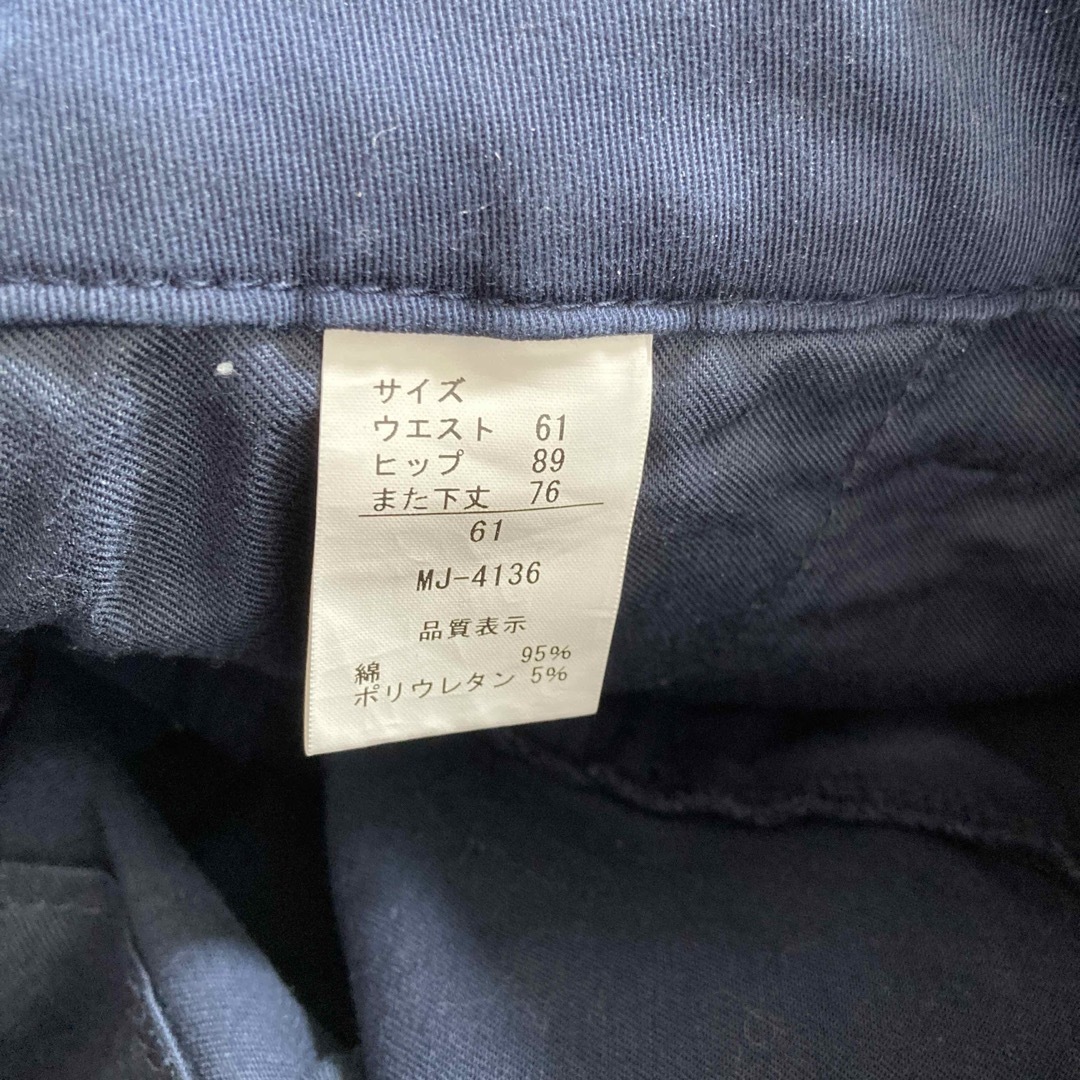 サイズ
ウエスト 61
ヒップ 89
また下丈 76
61
MJ-4136
品質表示
綿 95%
ポリウレタン 5%